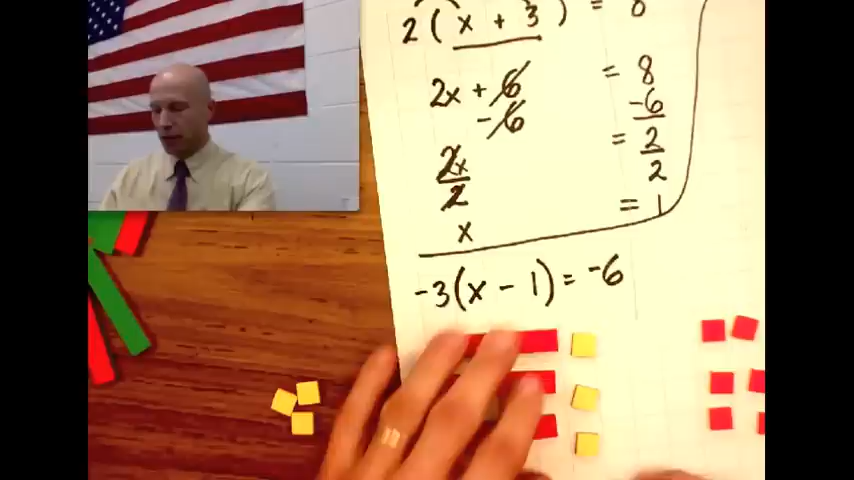 2(x + 3) = 8
2x + 6 = 8
-6 -6
2x/2 = 2/2
x = 1
-3(x - 1) = -6